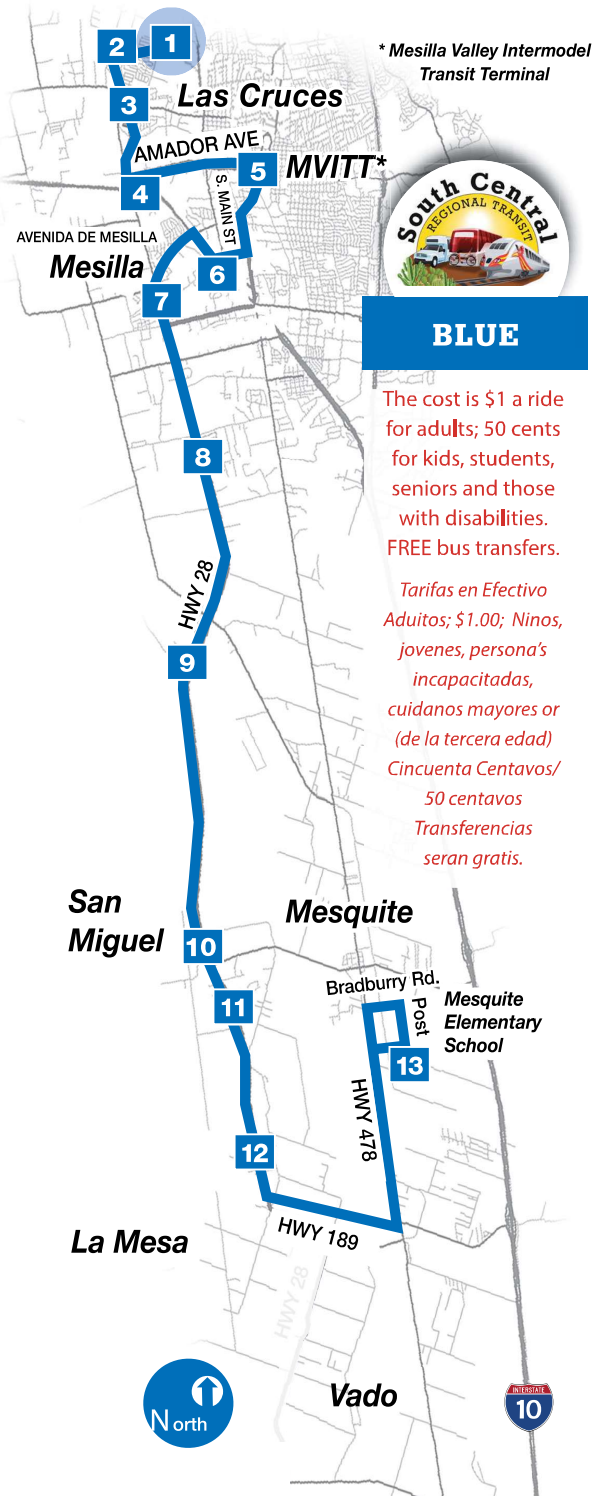 1
2
* Mesilla Valley Intermodel
Transit Terminal
3
Las Cruces
AMADOR AVE
5
MVITT*
4
S. MAIN ST
South Central
REGIONAL TRANSIT
AVENIDA DE MESILLA
Mesilla
6
7
BLUE
The cost is $1 a ride
for adults; 50 cents
for kids, students,
seniors and those
with disabilities.
FREE bus transfers.
Tarifas en Efectivo
Aduitos; $1.00; Ninos,
jovenes, persona's
incapacitadas,
cuidanos mayores or
(de la tercera edad)
Cincuenta Centavos/
50 centavos
Transferencias
seran gratis.
8
HWY 28
9
San
Miguel
10
Mesquite
11
Bradburry Rd.
Post
Mesquite
Elementary
School
13
HWY 478
12
La Mesa
HWY 189
HWY 28
North
Vado
INTERSTATE
10